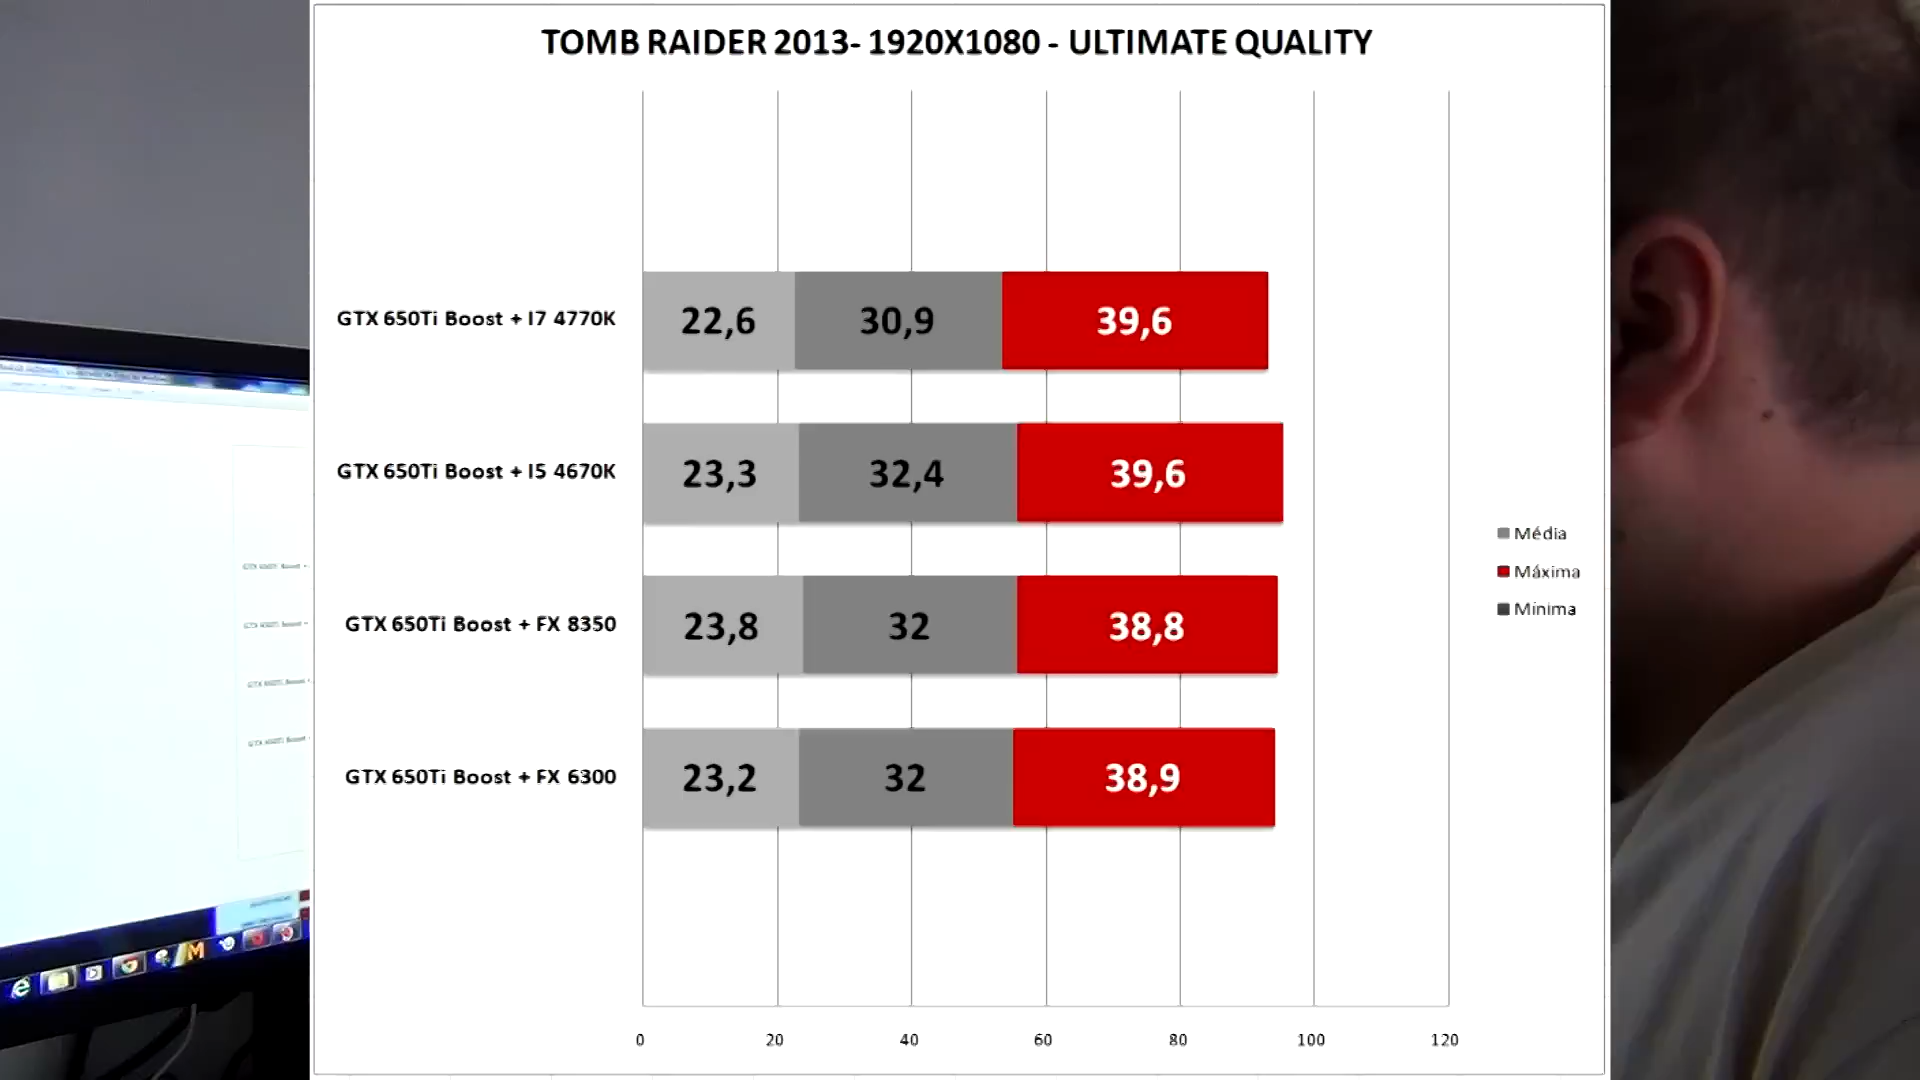 TOMB RAIDER 2013- 1920X1080 - ULTIMATE QUALITY
GTX 650Ti Boost + I7 4770K
22,6
30,9
39,6
GTX 650Ti Boost + I5 4670K
23,3
32,4
39,6
GTX 650Ti Boost + FX 8350
23,8
32
38,8
GTX 650Ti Boost + FX 6300
23,2
32
38,9
Média
Máxima
Mínima
0
20
40
60
80
100
120